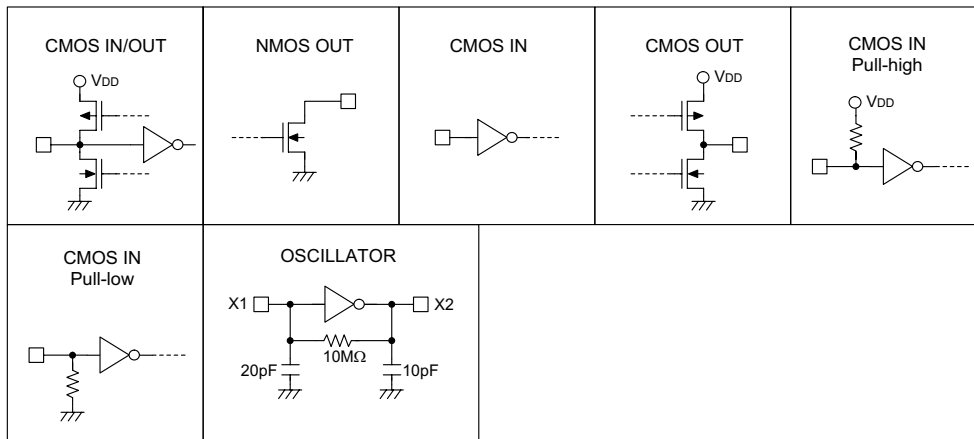 CMOS IN/OUT
VDD
NMOS OUT
CMOS IN
CMOS OUT
VDD
CMOS IN
Pull-high
VDD
CMOS IN
Pull-low
OSCILLATOR
X1
X2
10MΩ
20pF
10pF